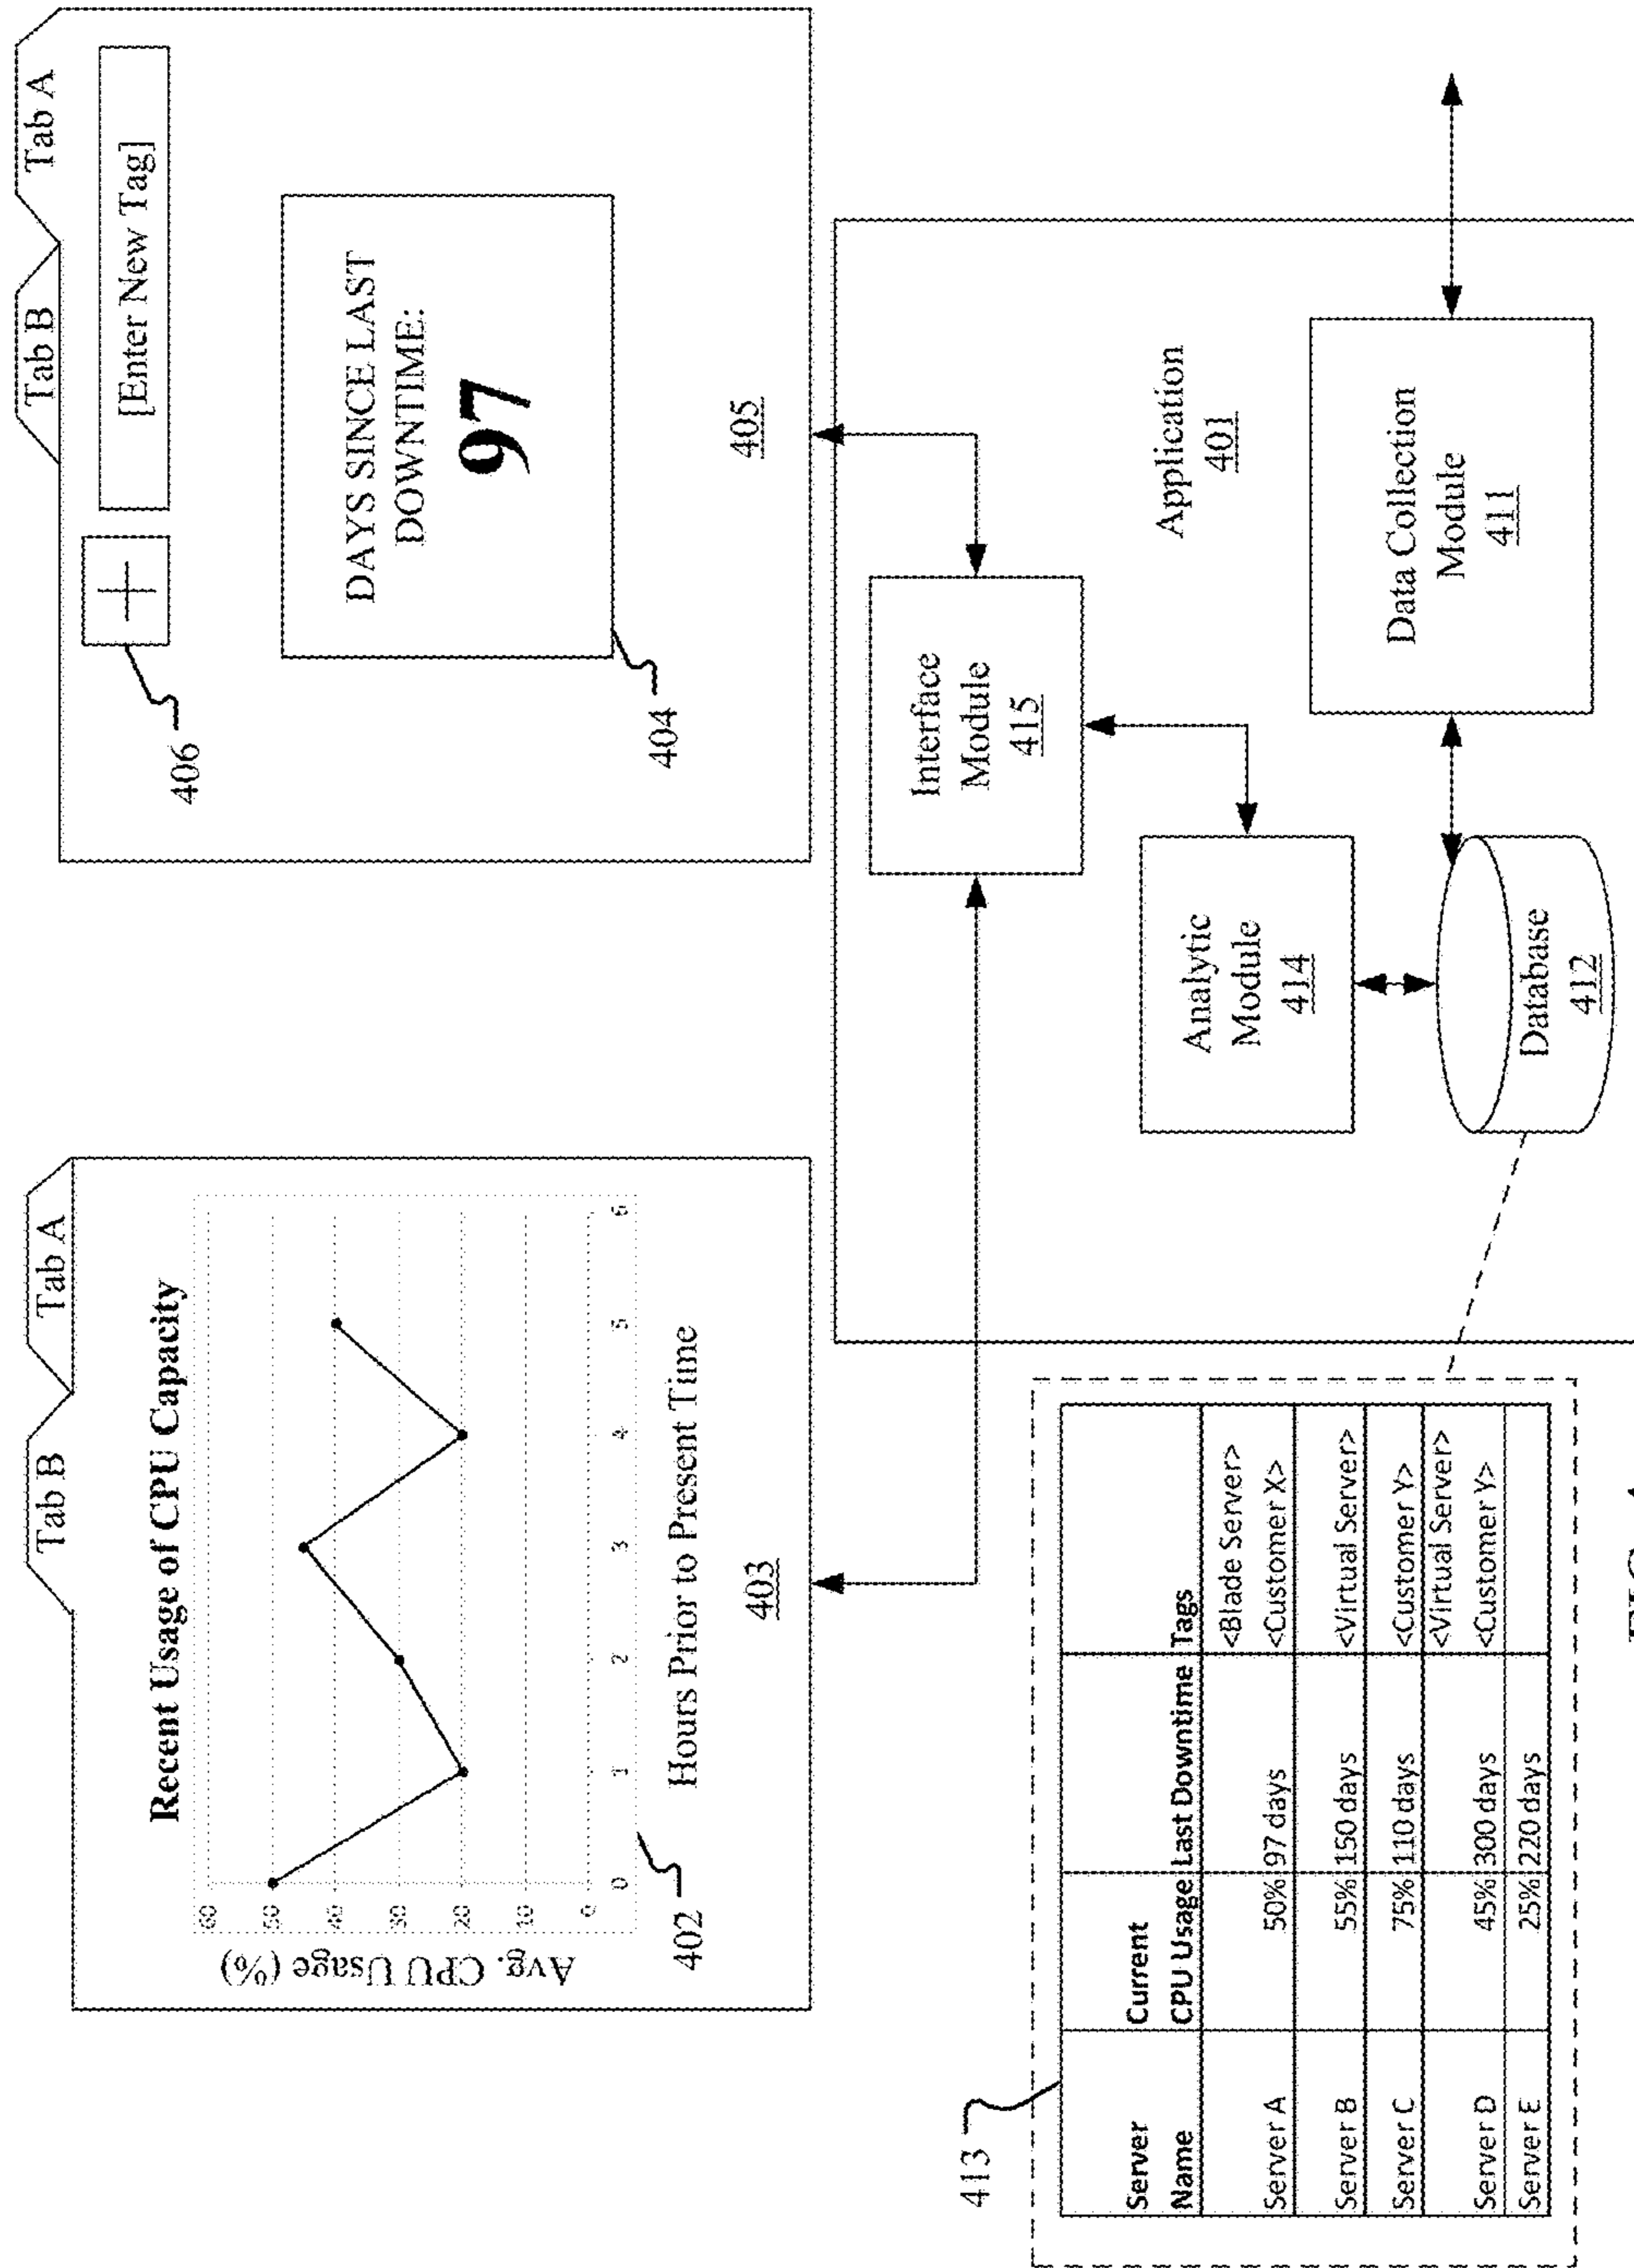 Tab B
Tab A
Recent Usage of CPU Capacity
Avg. CPU Usage (%)
60
50
40
30
20
10
0
0 1 2 3 4 5 6
Hours Prior to Present Time
402
403
Tab B
Tab A
406
[Enter New Tag]
DAYS SINCE LAST
DOWNTIME:
97
404
405
413
Server Name Current CPU Usage Last Downtime Tags
Server A 50% 97 days <Blade Server>
<Customer X>
Server B 55% 150 days <Virtual Server>
Server C 75% 110 days <Customer Y>
Server D 45% 300 days <Virtual Server>
<Customer Y>
Server E 25% 220 days
Interface
Module
415
Application
401
Analytic
Module
414
Data Collection
Module
411
Database
412